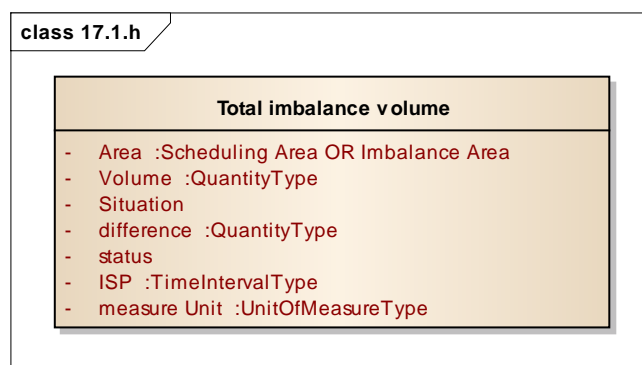 class 17.1.h
Total imbalance volume
- Area :Scheduling Area OR Imbalance Area
- Volume :QuantityType
- Situation
- difference :QuantityType
- status
- ISP :TimeIntervalType
- measure Unit :UnitOfMeasureType